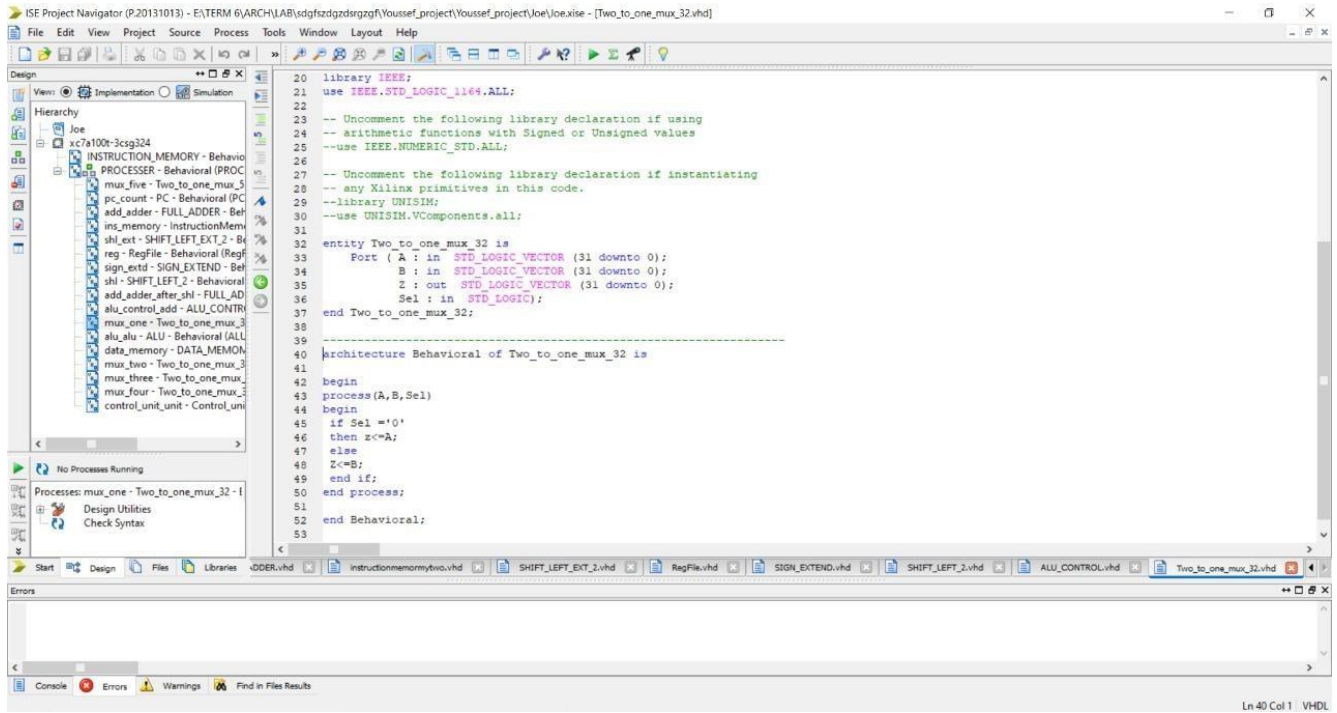 ISE Project Navigator (P.20131013) - E:\TERM 6\ARCH\LAB\sdgfszdgzdsrgzgf\Youssef_project\Youssef_project\Joe\Joe.xise - [Two_to_one_mux_32.vhd]
File Edit View Project Source Process Tools Window Layout Help
Design
View: Implementation Simulation
Hierarchy
Joe
xc7a100t-3csg324
INSTRUCTION_MEMORY - Behavio
PROCESSER - Behavioral (PROC
mux_five - Two_to_one_mux_5
pc_count - PC - Behavioral (PC
add_adder - FULL_ADDER - Beh
ins_memory - InstructionMem
shl_ext - SHIFT_LEFT_EXT_2 - Be
reg - RegFile - Behavioral (RegF
sign_extd - SIGN_EXTEND - Beh
shl - SHIFT_LEFT_2 - Behavioral
add_adder_after_shl - FULL_AD
alu_control_add - ALU_CONTR
mux_one - Two_to_one_mux_3
alu_alu - ALU - Behavioral (ALU
data_memory - DATA_MEMO
mux_two - Two_to_one_mux_3
mux_three - Two_to_one_mux_
mux_four - Two_to_one_mux_3
control_unit_unit - Control_uni
No Processes Running
Processes: mux_one - Two_to_one_mux_32 -
Design Utilities
Check Syntax
20 library IEEE;
21 use IEEE.STD_LOGIC_1164.ALL;
22
23 -- Uncomment the following library declaration if using
24 -- arithmetic functions with Signed or Unsigned values
25 --use IEEE.NUMERIC_STD.ALL;
26
27 -- Uncomment the following library declaration if instantiating
28 -- any Xilinx primitives in this code.
29 --library UNISIM;
30 --use UNISIM.VComponents.all;
31
32 entity Two_to_one_mux_32 is
33 Port ( A : in STD_LOGIC_VECTOR (31 downto 0);
34 B : in STD_LOGIC_VECTOR (31 downto 0);
35 Z : out STD_LOGIC_VECTOR (31 downto 0);
36 Sel : in STD_LOGIC);
37 end Two_to_one_mux_32;
38
39 ----------------------------------------------------------------------
40 architecture Behavioral of Two_to_one_mux_32 is
41
42 begin
43 process(A,B,Sel)
44 begin
45 if Sel ='0'
46 then z<=A;
47 else
48 Z<=B;
49 end if;
50 end process;
51
52 end Behavioral;
53
Start Design Files Libraries DDER.vhd instructionmemormytwo.vhd SHIFT_LEFT_EXT_2.vhd RegFile.vhd SIGN_EXTEND.vhd SHIFT_LEFT_2.vhd ALU_CONTROL.vhd Two_to_one_mux_32.vhd
Errors
Console Errors Warnings Find in Files Results
Ln 40 Col 1 VHDL